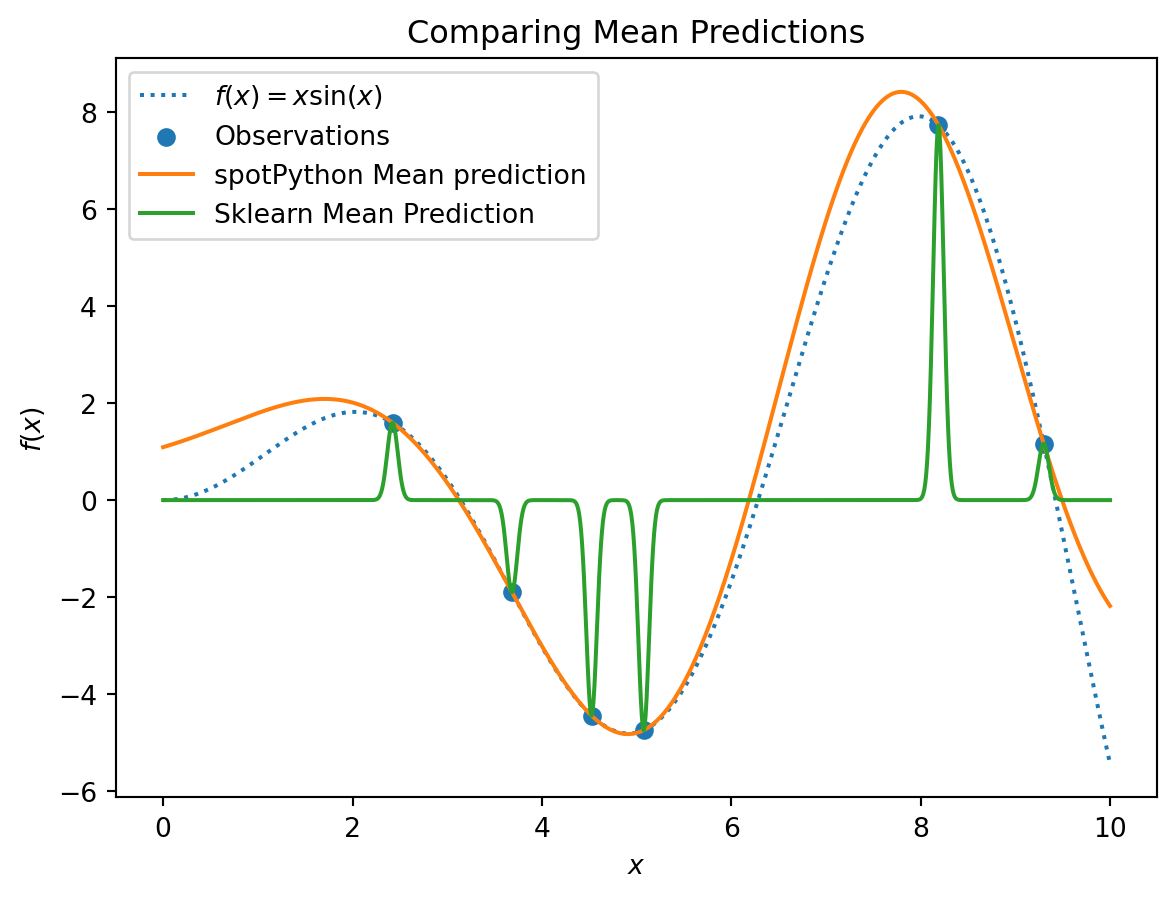 Comparing Mean Predictions
f(x) = x sin(x)
Observations
spotPython Mean prediction
Sklearn Mean Prediction
8
6
4
2
0
−2
−4
−6
f(x)
0 2 4 6 8 10
x